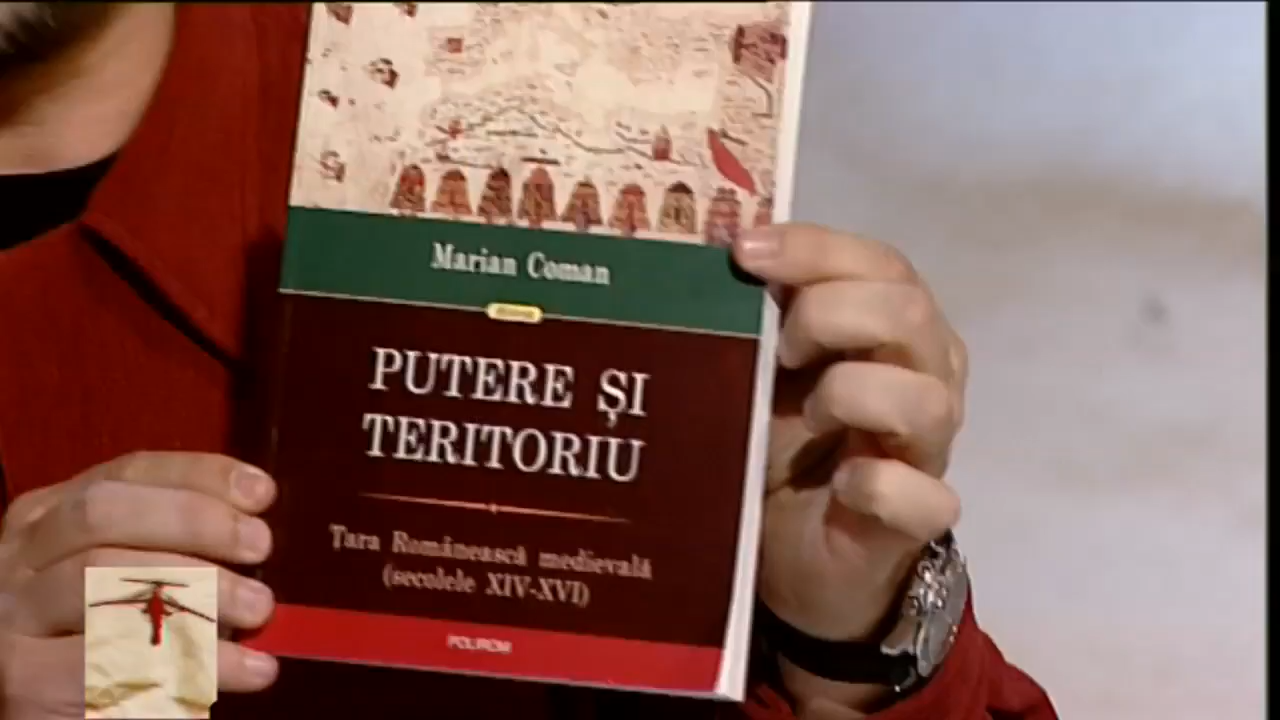 Marian Coman
PUTERE ȘI
TERITORIU
Țara Românească medievală
(secolele XIV-XVI)
POLIROM